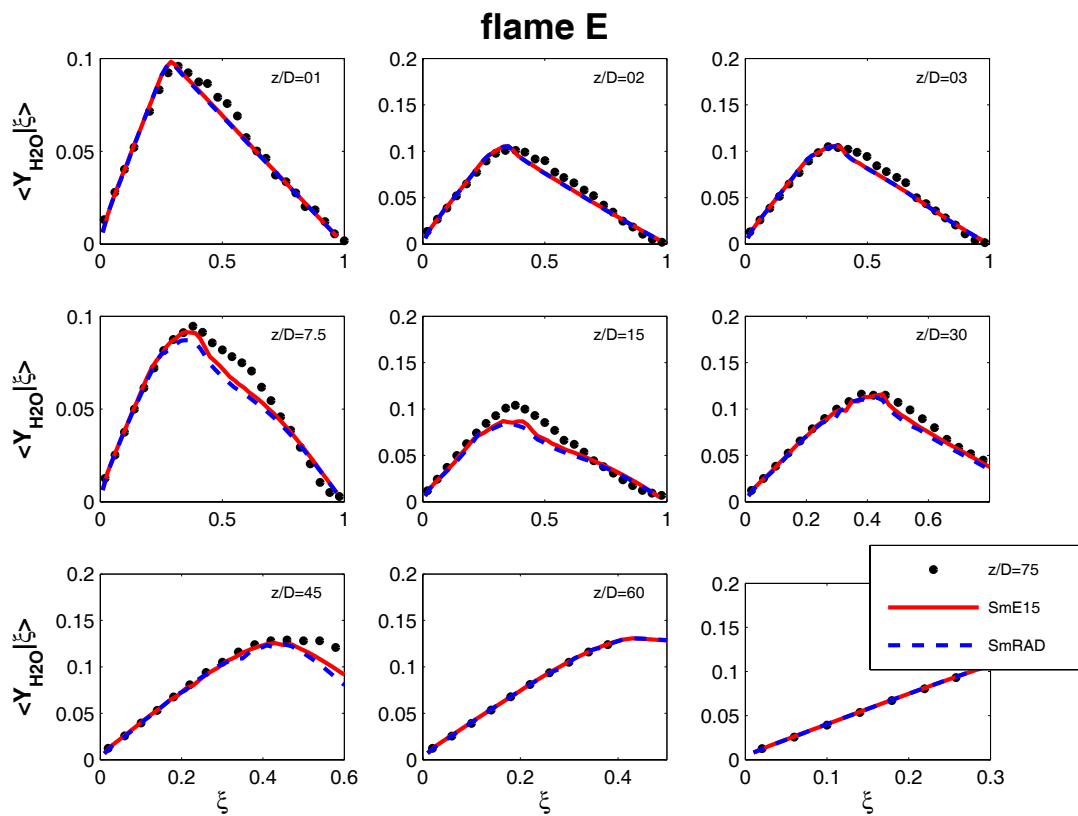 flame E
<Y_H2O|ξ>
0.1
0.05
0
z/D=01
0 0.5 1
0.2
0.15
0.1
0.05
0
z/D=02
0 0.5 1
0.2
0.15
0.1
0.05
0
z/D=03
0 0.5 1
<Y_H2O|ξ>
0.1
0.05
0
z/D=7.5
0 0.5 1
0.2
0.15
0.1
0.05
0
z/D=15
0 0.5 1
0.2
0.15
0.1
0.05
0
z/D=30
0 0.2 0.4 0.6
<Y_H2O|ξ>
0.2
0.15
0.1
0.05
0
z/D=45
0 0.2 0.4 0.6
ξ
0.2
0.15
0.1
0.05
0
z/D=60
0 0.2 0.4
ξ
0.2
0.15
0.1
0.05
0
z/D=75
SmE15
SmRAD
0 0.1 0.2 0.3
ξ